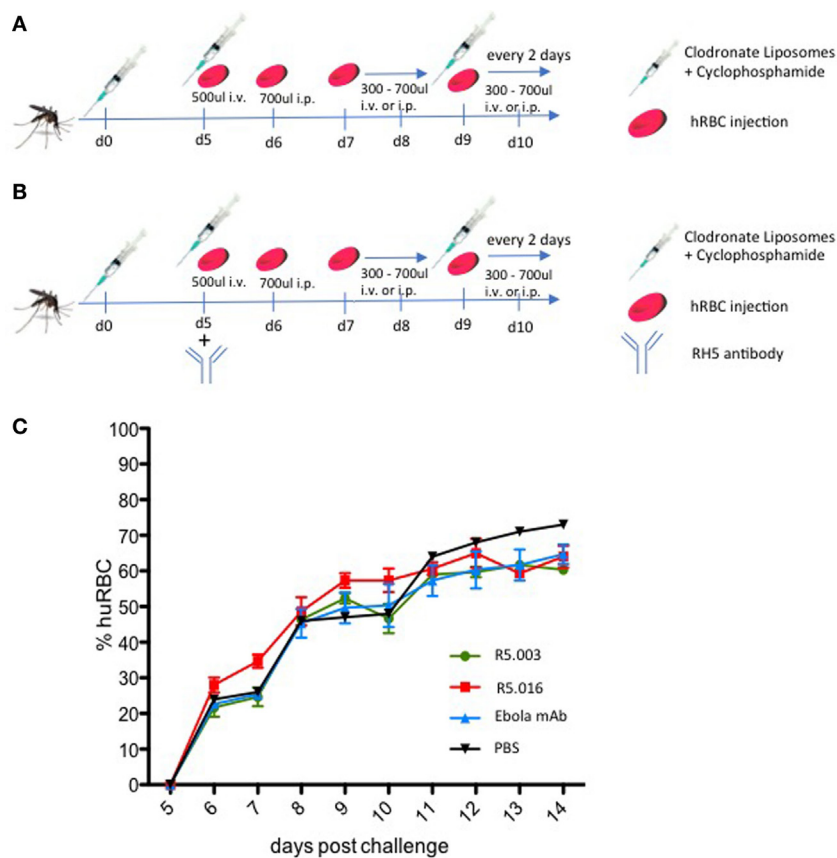 A
500ul i.v.
700ul i.p.
300 - 700ul
i.v. or i.p.
every 2 days
300 - 700ul
i.v. or i.p.
d0
d5
d6
d7
d8
d9
d10
Clodronate Liposomes
+ Cyclophosphamide
hRBC injection
B
500ul i.v.
700ul i.p.
300 - 700ul
i.v. or i.p.
every 2 days
300 - 700ul
i.v. or i.p.
d0
d5
d6
d7
d8
d9
d10
+
Clodronate Liposomes
+ Cyclophosphamide
hRBC injection
RH5 antibody
C
% huRBC
100
90
80
70
60
50
40
30
20
10
0
R5.003
R5.016
Ebola mAb
PBS
5
6
7
8
9
10
11
12
13
14
days post challenge